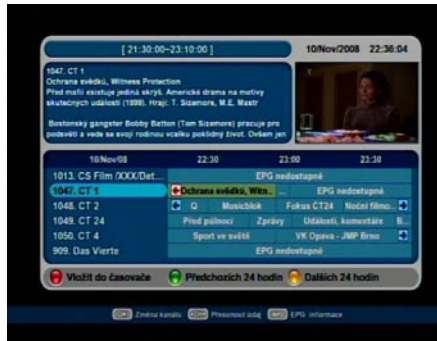 [ 21:30:00-23:10:00 ]
10/Nov/2008 22:36:04
1047. CT 1
Ochrana svědků, Witness Protection
Před mafií existuje jediná skrýš. Americké drama na motivy
skutečných událostí (1999). Hrají: T. Sizemore, M.E. Mastr
Bostonský gangster Bobby Batton (Tom Sizemore) pracuje pro
podsvětí a vede se svojí rodinou vcelku poklidný život. Ovšem jen
10/Nov/08 22:30 23:00 23:30
1013. CS Film /XXX/Det... EPG nedostupné
1047. CT 1 Ochrana svědků, Witn... ... EPG nedostupné
1048. CT 2 Q Musicblok Fokus ČT24 Noční filmo...
1049. CT 24 Před půlnocí Zprávy Události, komentáře B...
1050. CT 4 Sport ve světě VK Opava - JMP Brno
909. Das Vierte EPG nedostupné
Vložit do časovače Předchozích 24 hodin Dalších 24 hodin
OK Změna kanálu Přesunout údaj INFO EPG informace